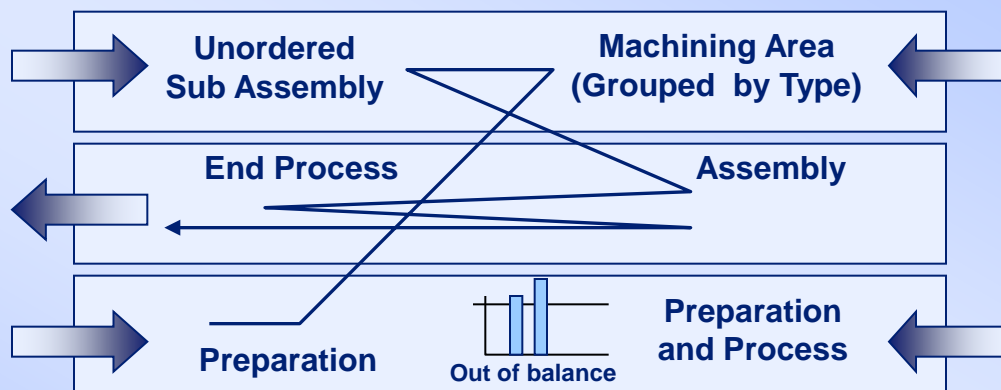 Unordered
Sub Assembly
Machining Area
(Grouped by Type)
End Process
Assembly
Preparation
Out of balance
Preparation
and Process